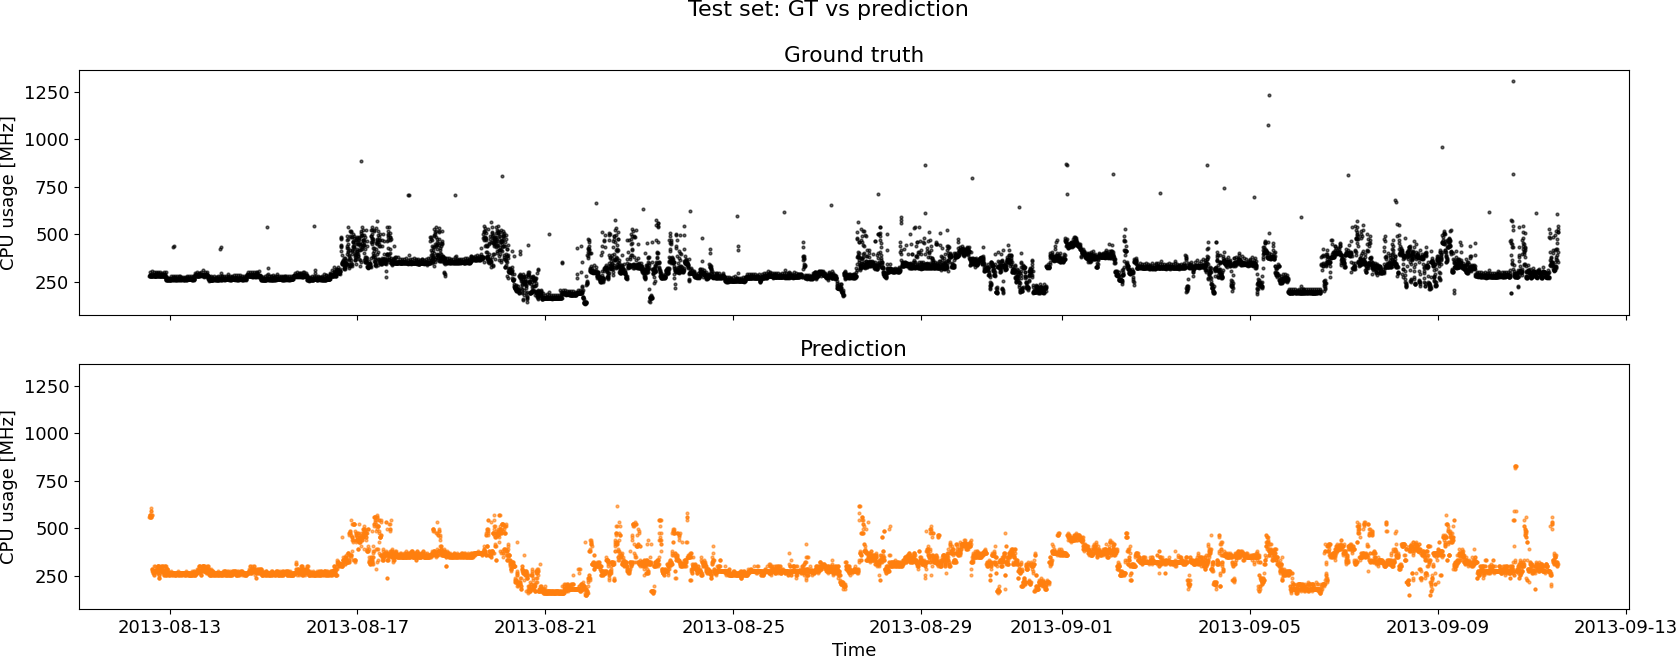 Test set: GT vs prediction
Ground truth
CPU usage [MHz]
1250
1000
750
500
250
Prediction
CPU usage [MHz]
1250
1000
750
500
250
2013-08-13 2013-08-17 2013-08-21 2013-08-25 2013-08-29 2013-09-01 2013-09-05 2013-09-09 2013-09-13
Time